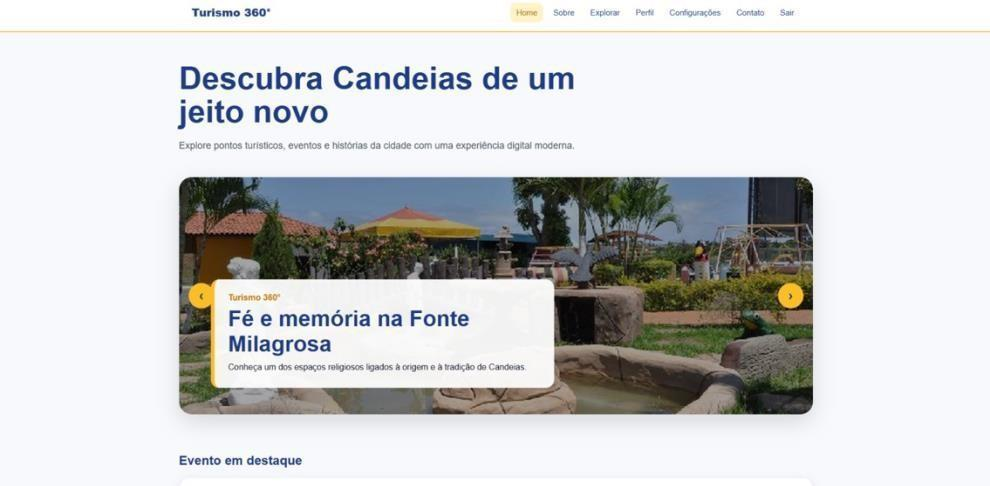 Turismo 360°
Home Sobre Explorar Perfil Configurações Contato Sair
Descubra Candeias de um
jeito novo
Explore pontos turísticos, eventos e histórias da cidade com uma experiência digital moderna.
‹
›
Turismo 360°
Fé e memória na Fonte
Milagrosa
Conheça um dos espaços religiosos ligados à origem e à tradição de Candeias.
Evento em destaque